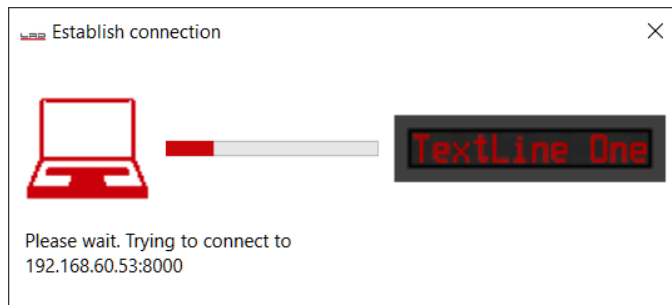 Establish connection
TextLine One
Please wait. Trying to connect to
192.168.60.53:8000